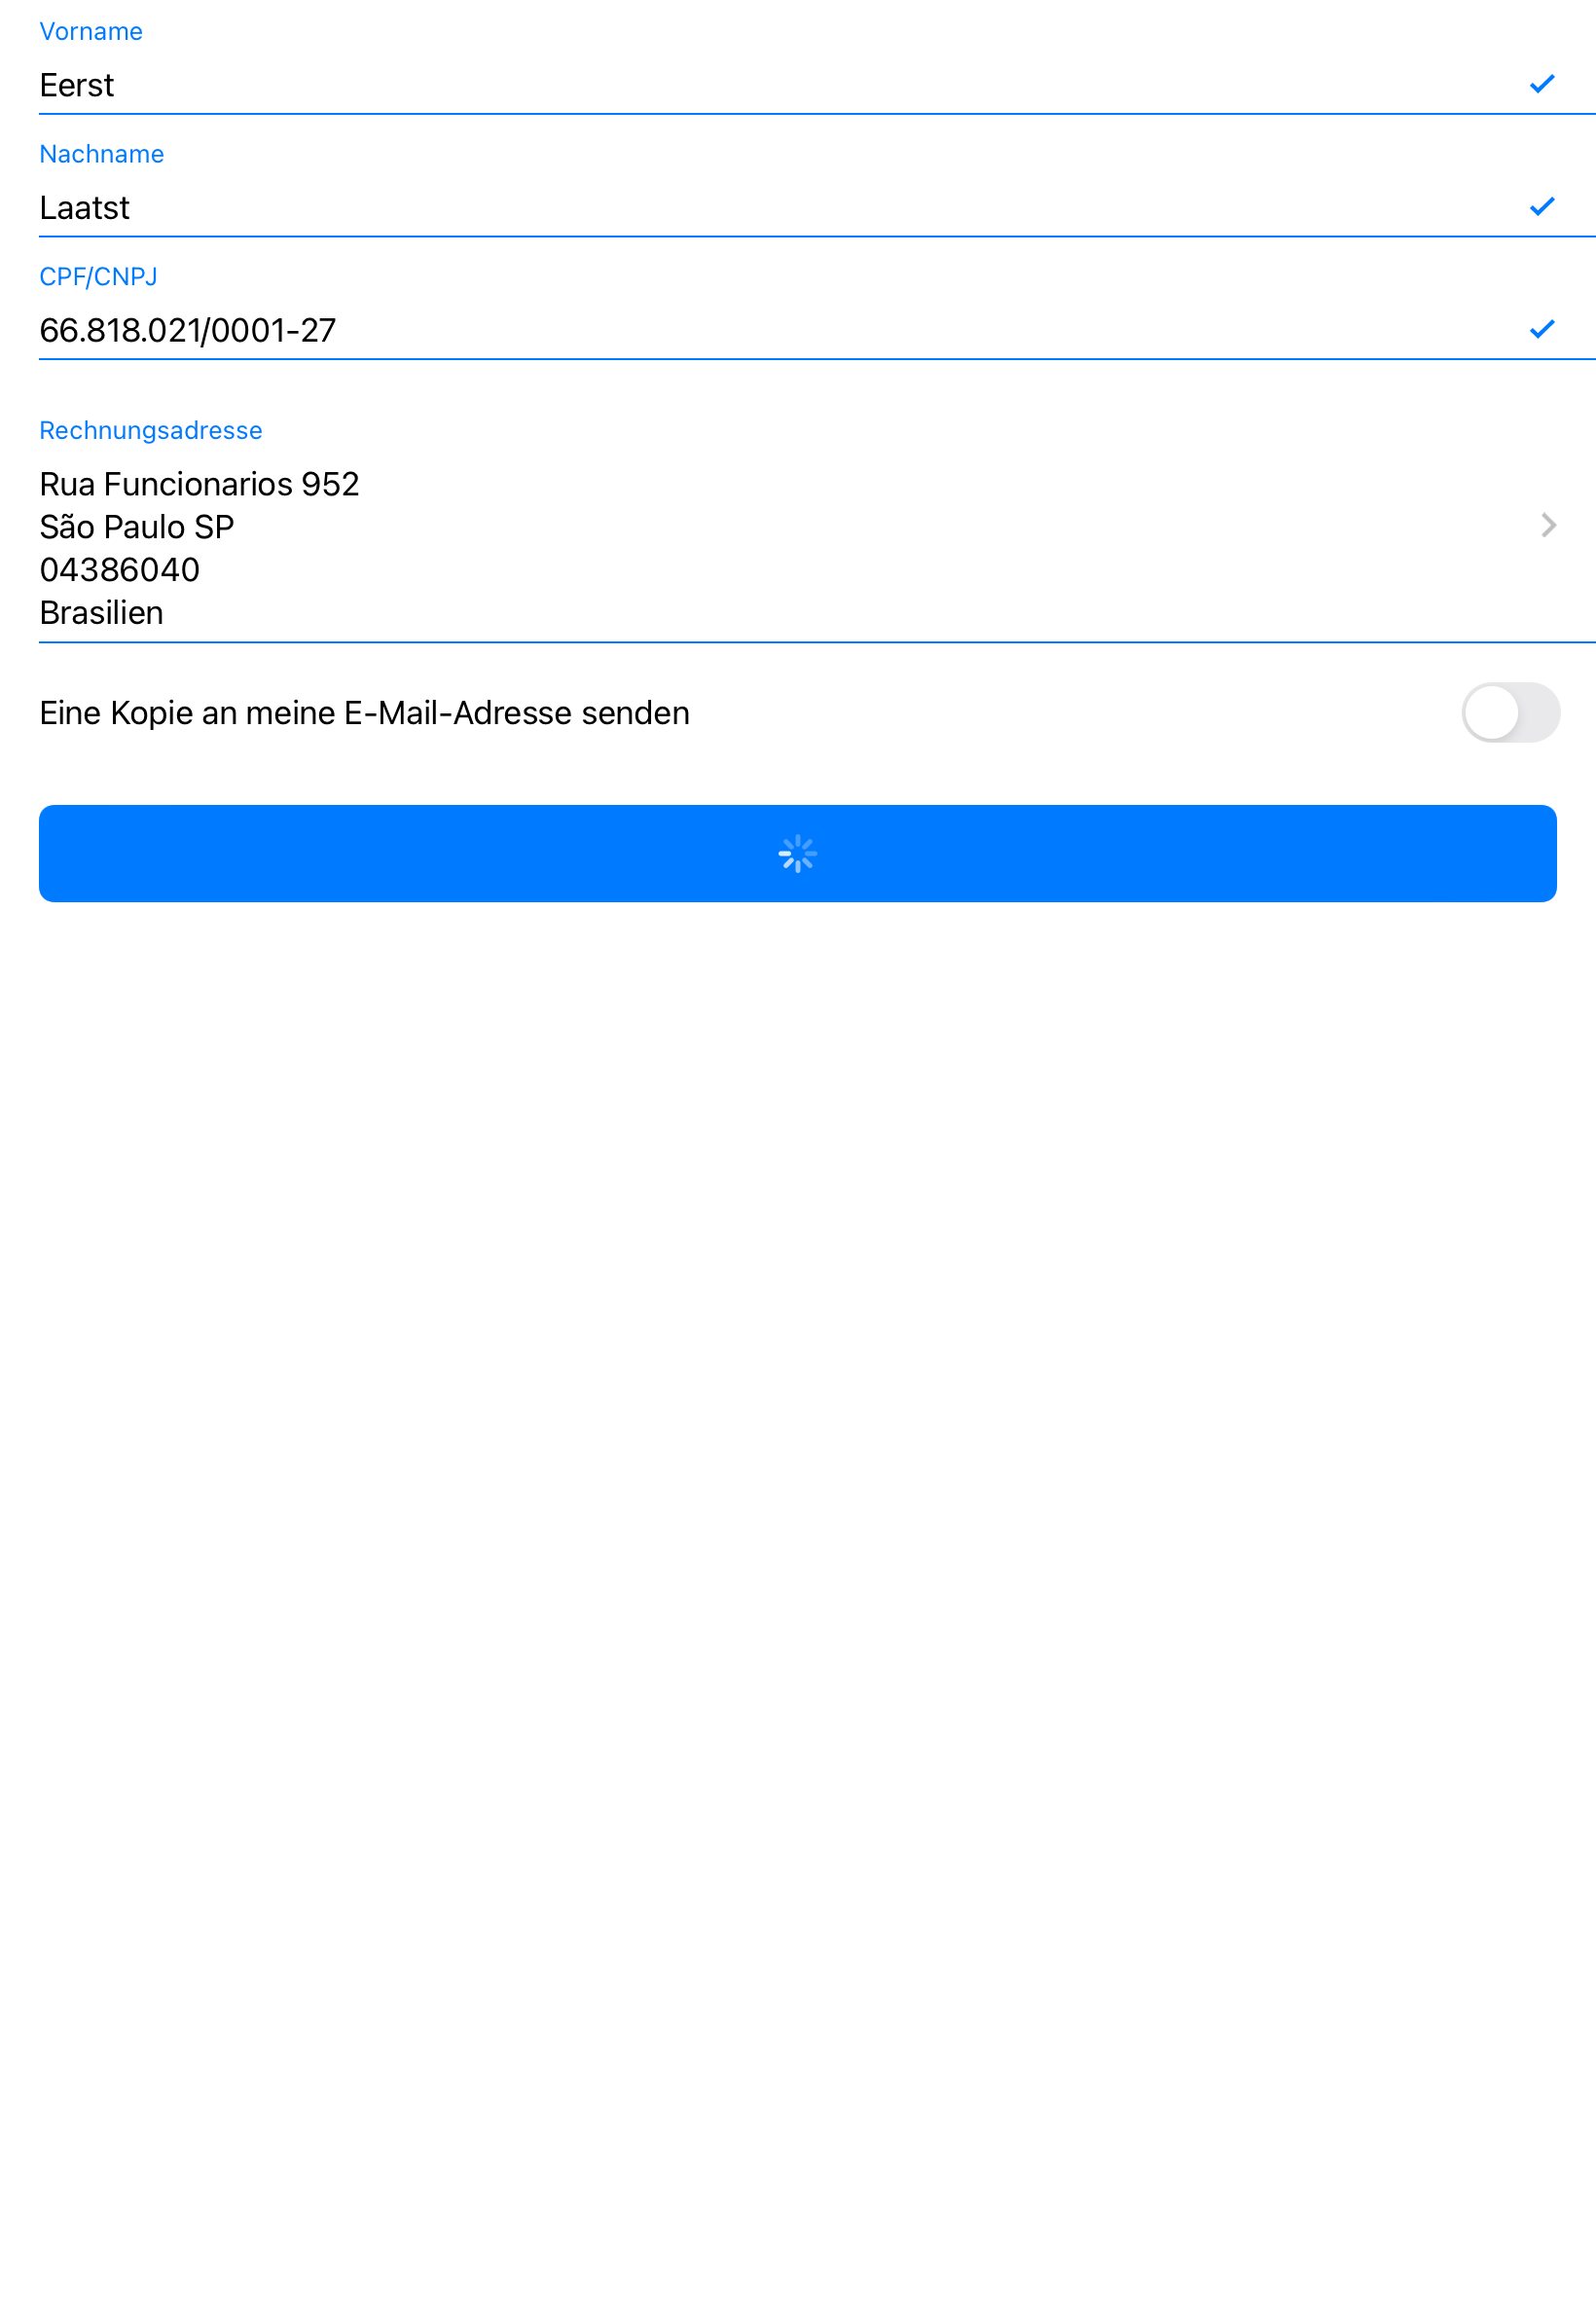 Vorname
Eerst
Nachname
Laatst
CPF/CNPJ
66.818.021/0001-27
Rechnungsadresse
Rua Funcionarios 952
São Paulo SP
04386040
Brasilien
Eine Kopie an meine E-Mail-Adresse senden